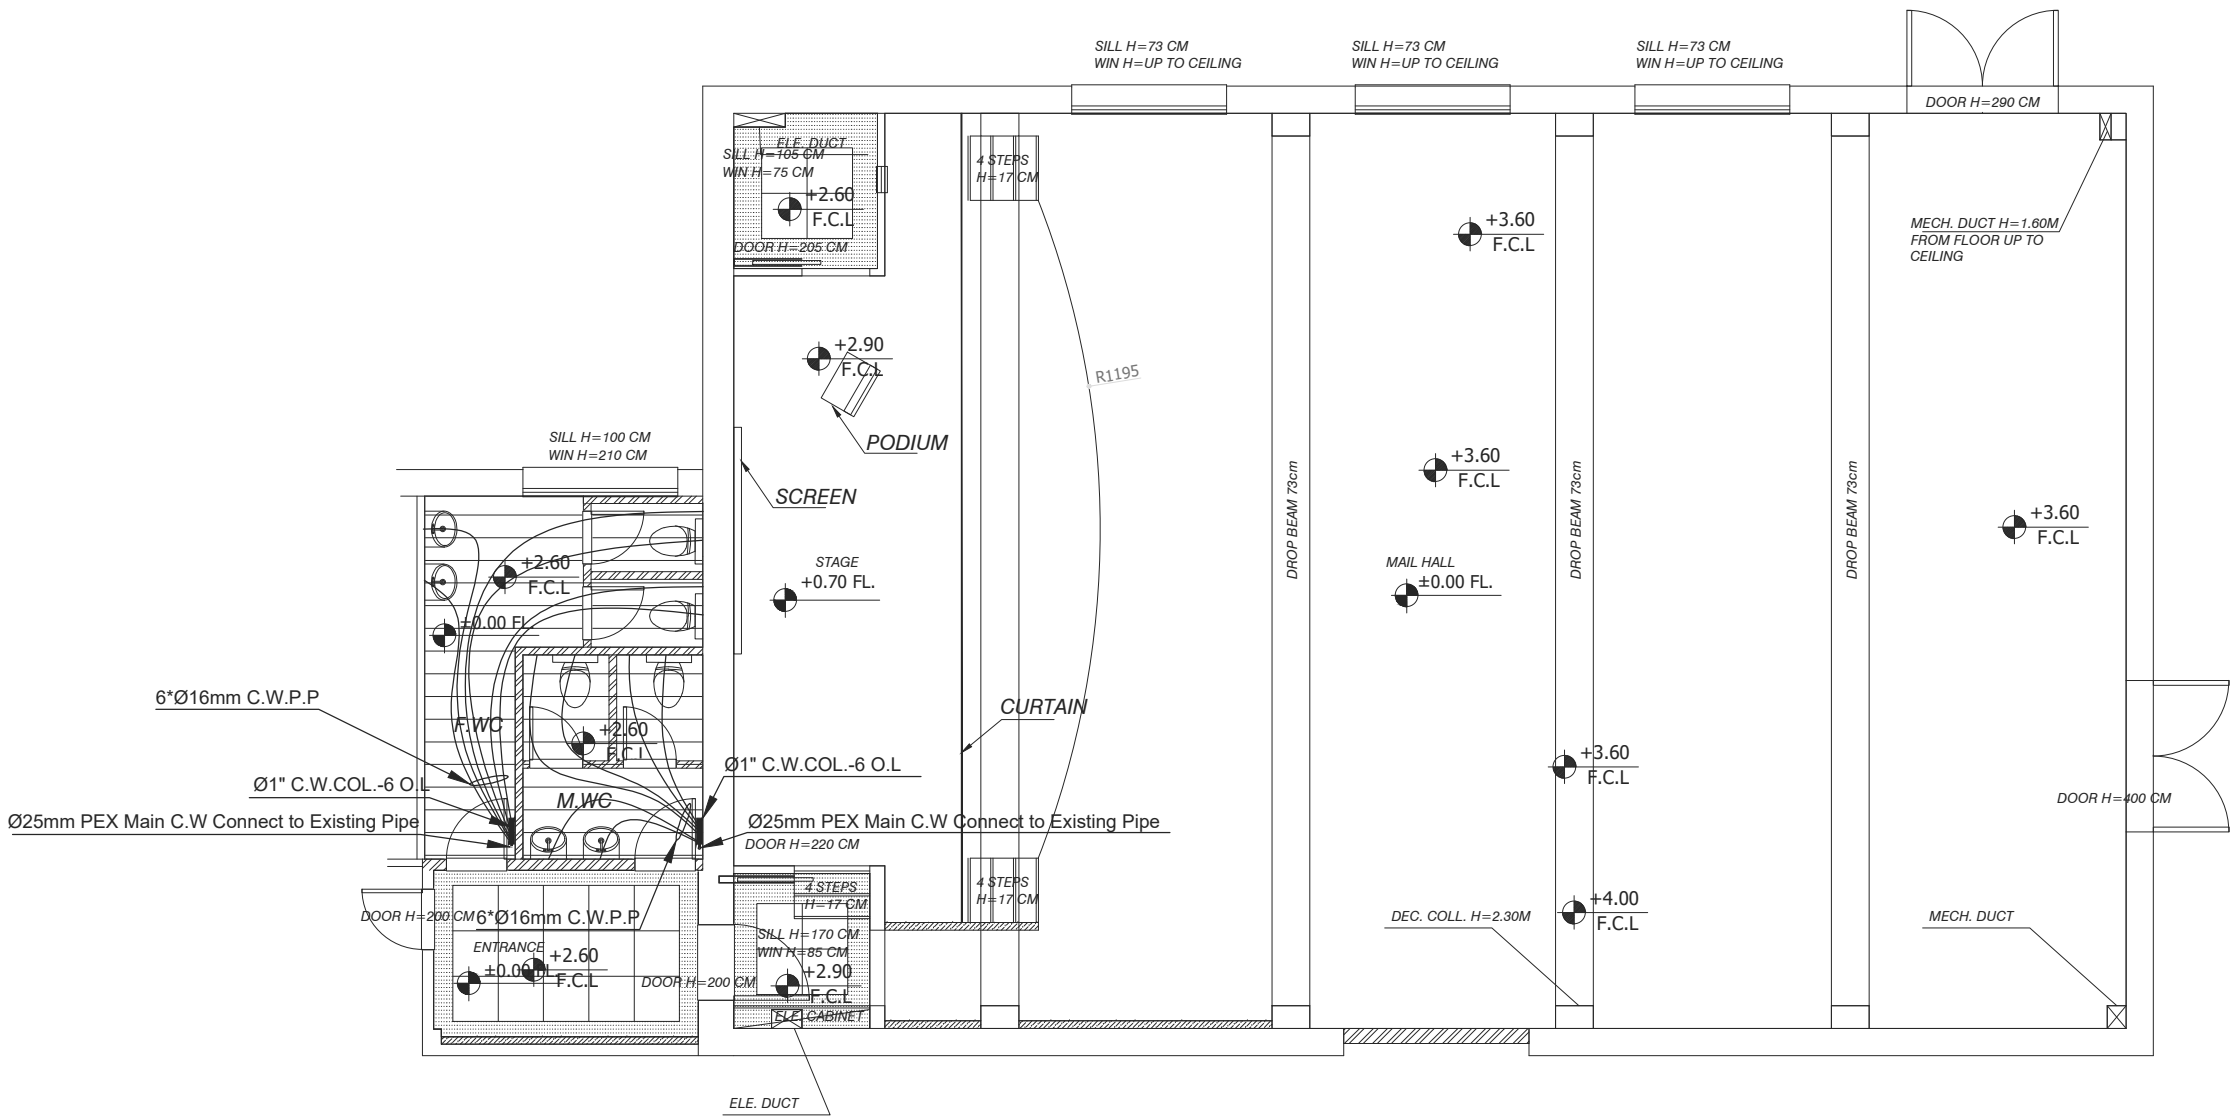 SILL H=73 CM
WIN H=UP TO CEILING
SILL H=73 CM
WIN H=UP TO CEILING
SILL H=73 CM
WIN H=UP TO CEILING
DOOR H=290 CM
ELE. DUCT
SILL H=105 CM
WIN H=75 CM
+2.60
F.C.L
DOOR H=205 CM
4 STEPS
H=17 CM
+3.60
F.C.L
MECH. DUCT H=1.60M
FROM FLOOR UP TO
CEILING
+2.90
F.C.L
R1195
PODIUM
SILL H=100 CM
WIN H=210 CM
SCREEN
+3.60
F.C.L
DROP BEAM 73cm
DROP BEAM 73cm
DROP BEAM 73cm
+3.60
F.C.L
+2.60
F.C.L
STAGE
+0.70 FL.
MAIL HALL
±0.00 FL.
±0.00 FL.
6*Ø16mm C.W.P.P
F.WC
+2.60
F.C.L
CURTAIN
Ø1" C.W.COL.-6 O.L
Ø1" C.W.COL.-6 O.L
+3.60
F.C.L
M.WC
DOOR H=400 CM
Ø25mm PEX Main C.W Connect to Existing Pipe
Ø25mm PEX Main C.W Connect to Existing Pipe
DOOR H=220 CM
4 STEPS
H=17 CM
4 STEPS
H=17 CM
DOOR H=200 CM
6*Ø16mm C.W.P.P
+4.00
F.C.L
DEC. COLL. H=2.30M
MECH. DUCT
SILL H=170 CM
WIN H=85 CM
ENTRANCE
±0.00 FL.
+2.60
F.C.L
DOOR H=200 CM
+2.90
F.C.L
ELE. CABINET
ELE. DUCT